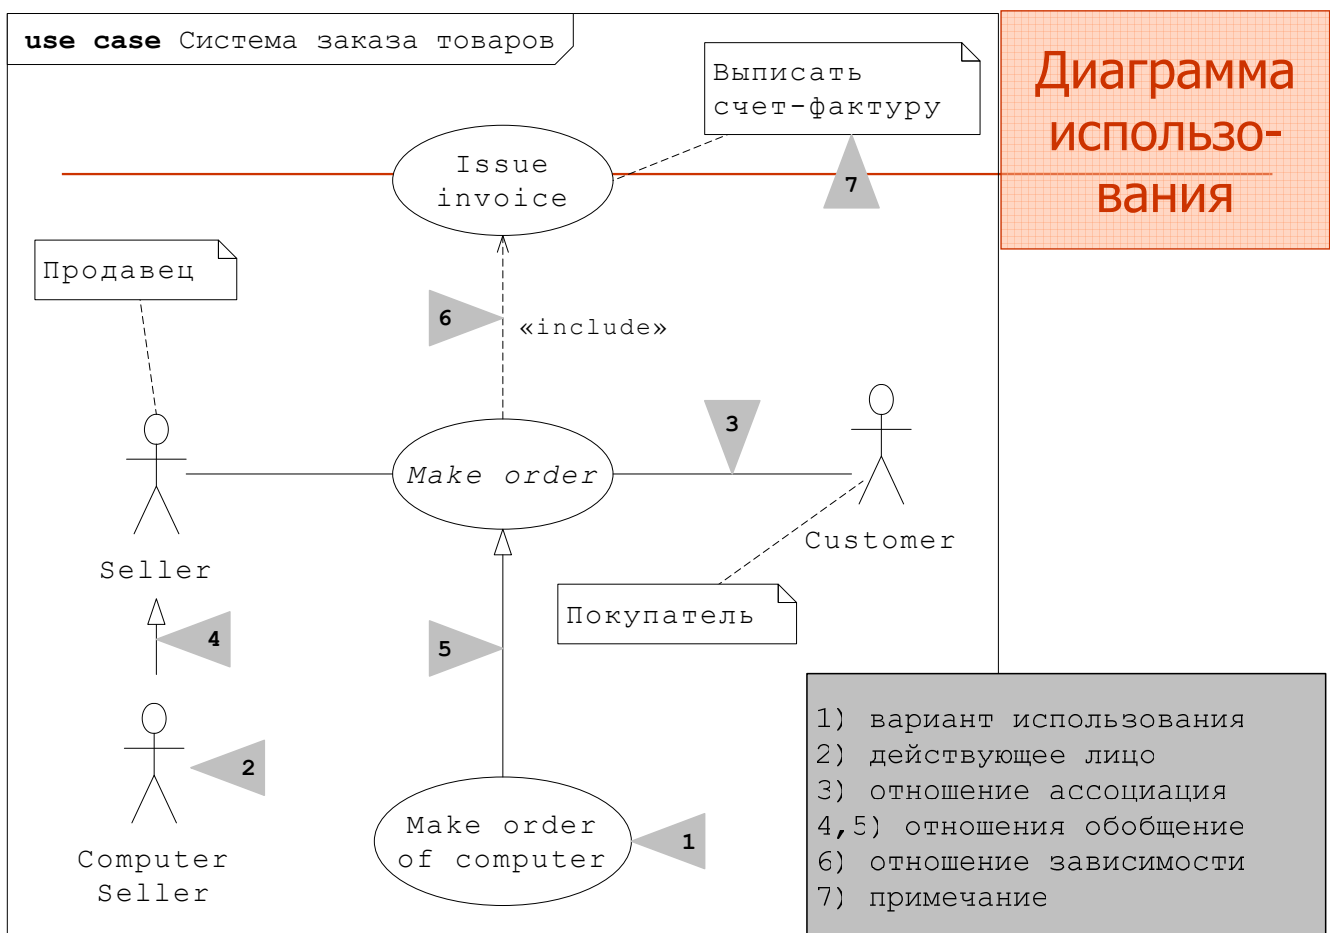 use case Система заказа товаров
Диаграмма
использо-
вания
Выписать
счет-фактуру
Issue
invoice
7
Продавец
6
«include»
3
Make order
Seller
Customer
Покупатель
4
5
2
1
Make order
of computer
Computer
Seller
1) вариант использования
2) действующее лицо
3) отношение ассоциация
4,5) отношения обобщение
6) отношение зависимости
7) примечание